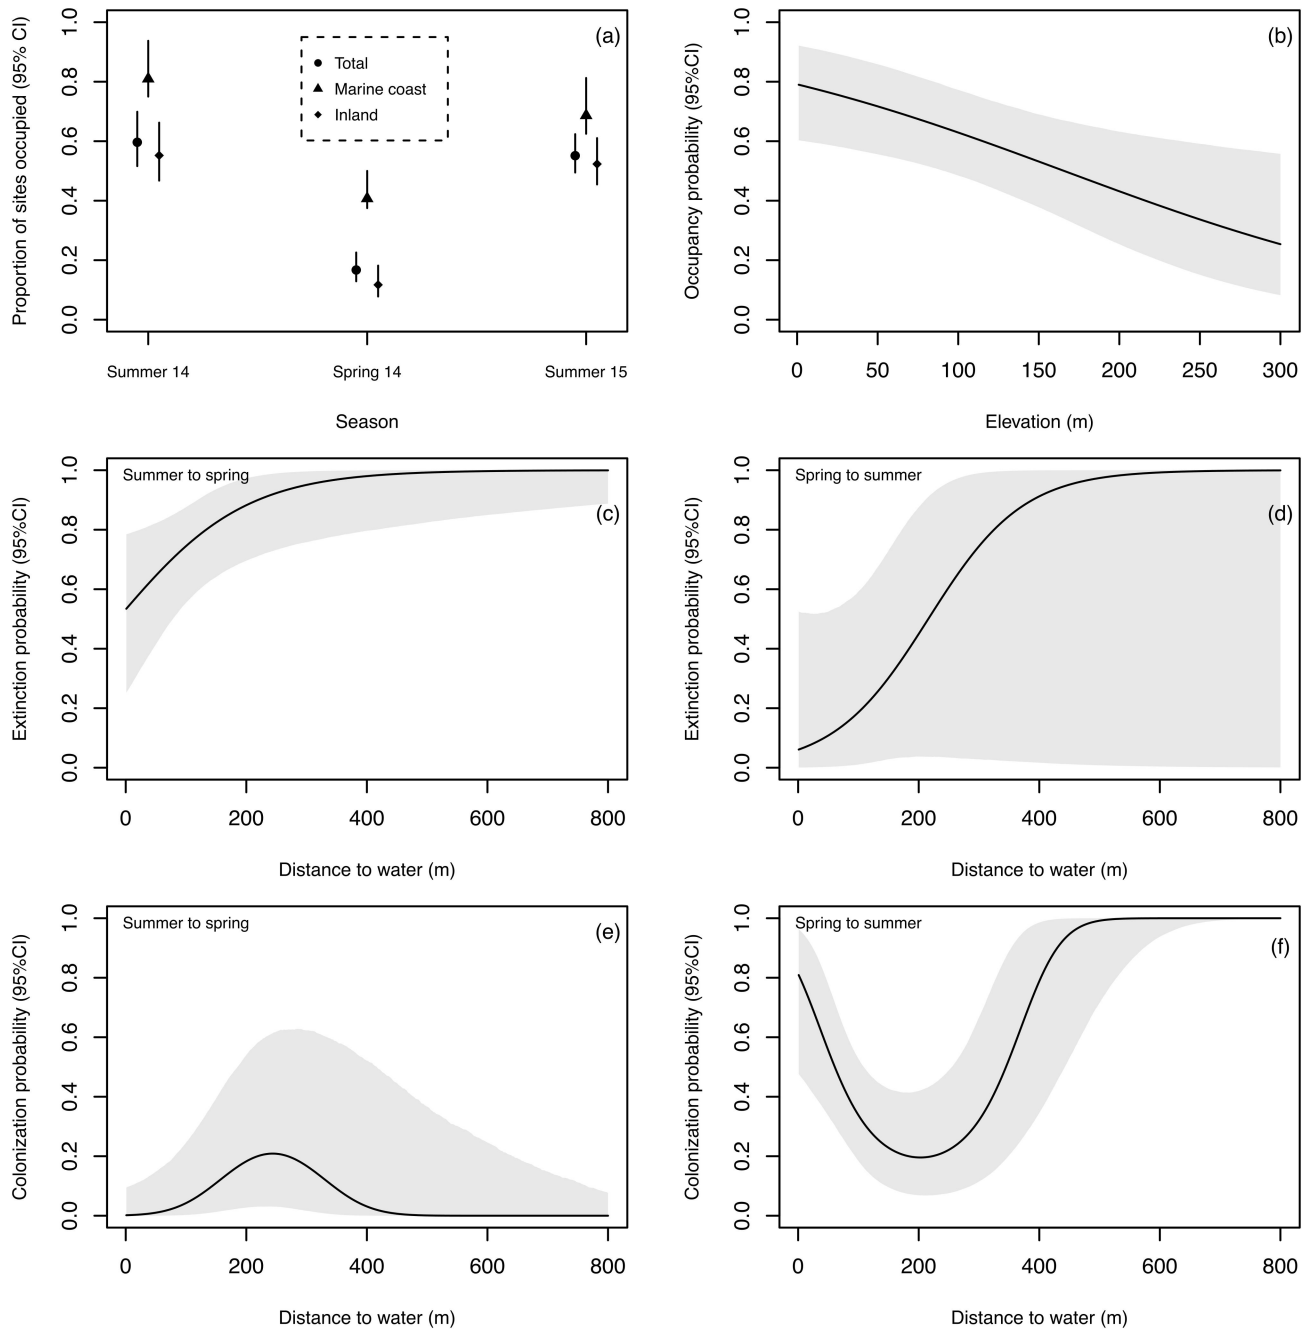 Proportion of sites occupied (95% CI)
1.0
0.8
0.6
0.4
0.2
0.0
(a)
Total
Marine coast
Inland
Summer 14
Spring 14
Summer 15
Season
Occupancy probability (95%CI)
1.0
0.8
0.6
0.4
0.2
0.0
(b)
0 50 100 150 200 250 300
Elevation (m)
Extinction probability (95%CI)
1.0
0.8
0.6
0.4
0.2
0.0
Summer to spring
(c)
0 200 400 600 800
Distance to water (m)
Extinction probability (95%CI)
1.0
0.8
0.6
0.4
0.2
0.0
Spring to summer
(d)
0 200 400 600 800
Distance to water (m)
Colonization probability (95%CI)
1.0
0.8
0.6
0.4
0.2
0.0
Summer to spring
(e)
0 200 400 600 800
Distance to water (m)
Colonization probability (95%CI)
1.0
0.8
0.6
0.4
0.2
0.0
Spring to summer
(f)
0 200 400 600 800
Distance to water (m)